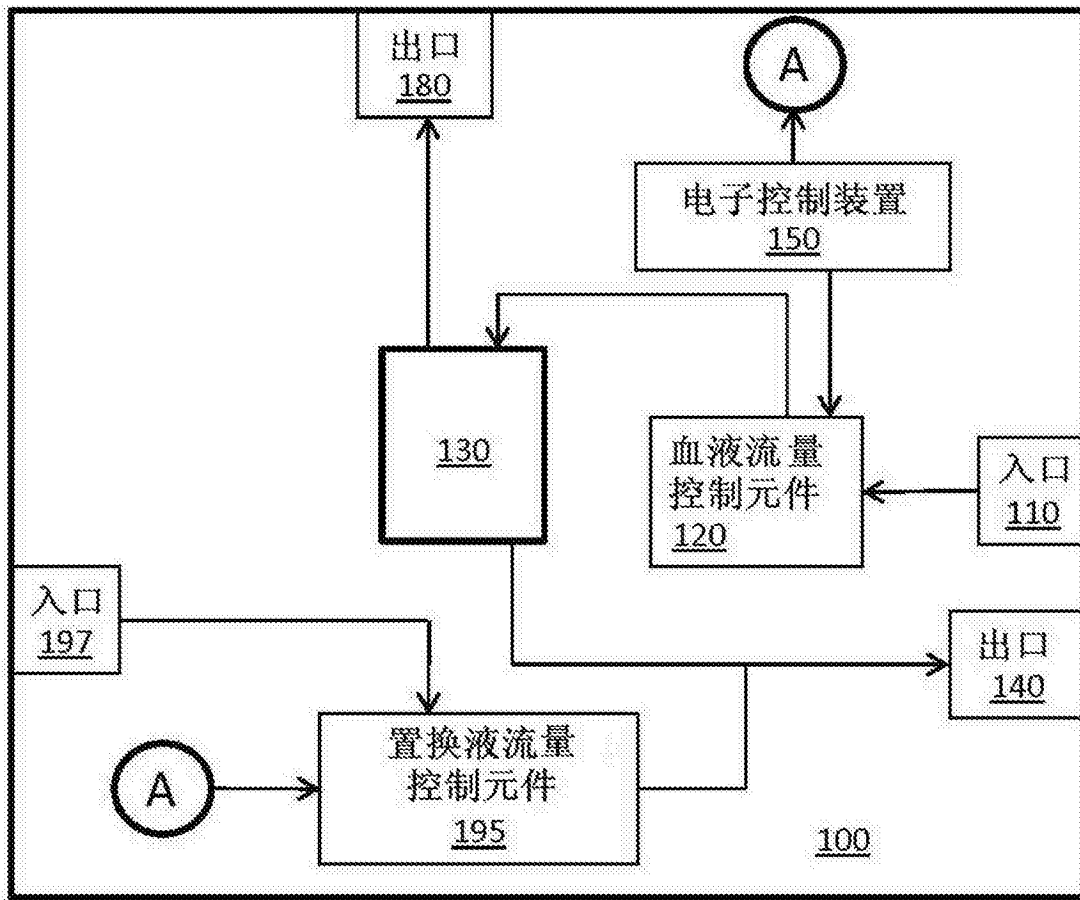 出口
180
A
电子控制装置
150
130
血液流量
控制元件
120
入口
110
入口
197
出口
140
置换液流量
控制元件
195
A
100